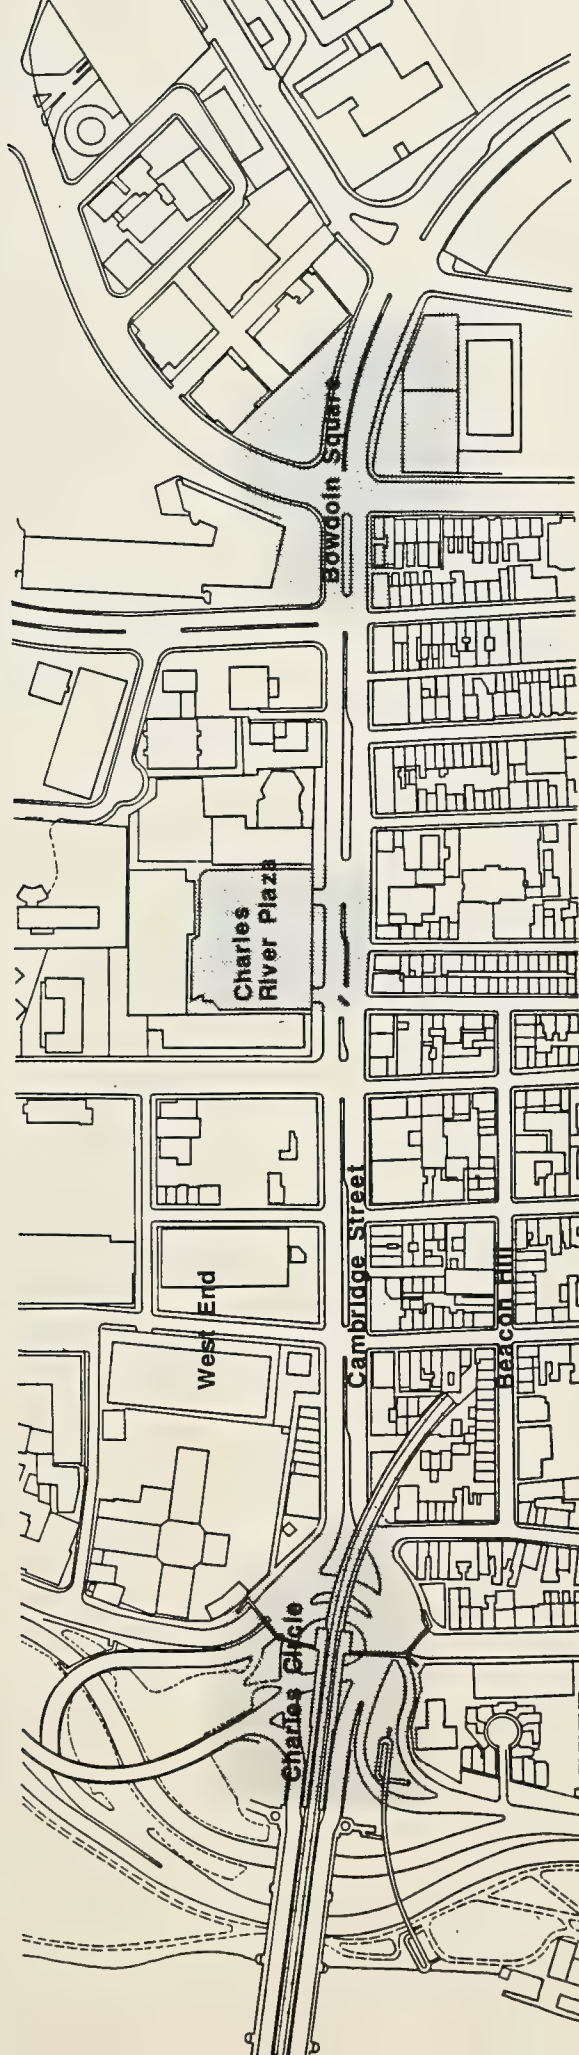 Bowdoin Square
Charles
River Plaza
Cambridge Street
West End
Beacon Hill
Charles Circle